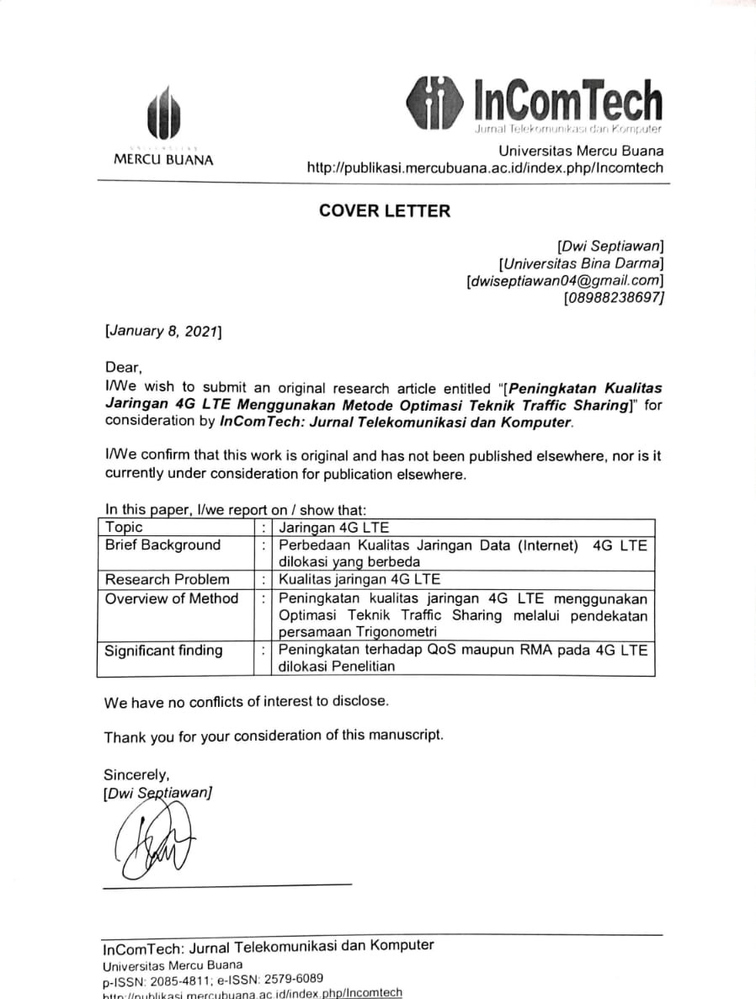 UNIVERSITAS
MERCU BUANA
InComTech
Jurnal Telekomunikasi dan Komputer
Universitas Mercu Buana
http://publikasi.mercubuana.ac.id/index.php/Incomtech
COVER LETTER
[Dwi Septiawan]
[Universitas Bina Darma]
[dwiseptiawan04@gmail.com]
[08988238697]
[January 8, 2021]
Dear,
I/We wish to submit an original research article entitled “[Peningkatan Kualitas
Jaringan 4G LTE Menggunakan Metode Optimasi Teknik Traffic Sharing]” for
consideration by InComTech: Jurnal Telekomunikasi dan Komputer.
I/We confirm that this work is original and has not been published elsewhere, nor is it
currently under consideration for publication elsewhere.
In this paper, I/we report on / show that:
Topic : Jaringan 4G LTE
Brief Background : Perbedaan Kualitas Jaringan Data (Internet) 4G LTE
dilokasi yang berbeda
Research Problem : Kualitas jaringan 4G LTE
Overview of Method : Peningkatan kualitas jaringan 4G LTE menggunakan
Optimasi Teknik Traffic Sharing melalui pendekatan
persamaan Trigonometri
Significant finding : Peningkatan terhadap QoS maupun RMA pada 4G LTE
dilokasi Penelitian
We have no conflicts of interest to disclose.
Thank you for your consideration of this manuscript.
Sincerely,
[Dwi Septiawan]
InComTech: Jurnal Telekomunikasi dan Komputer
Universitas Mercu Buana
p-ISSN: 2085-4811; e-ISSN: 2579-6089
http://publikasi.mercubuana.ac.id/index.php/Incomtech